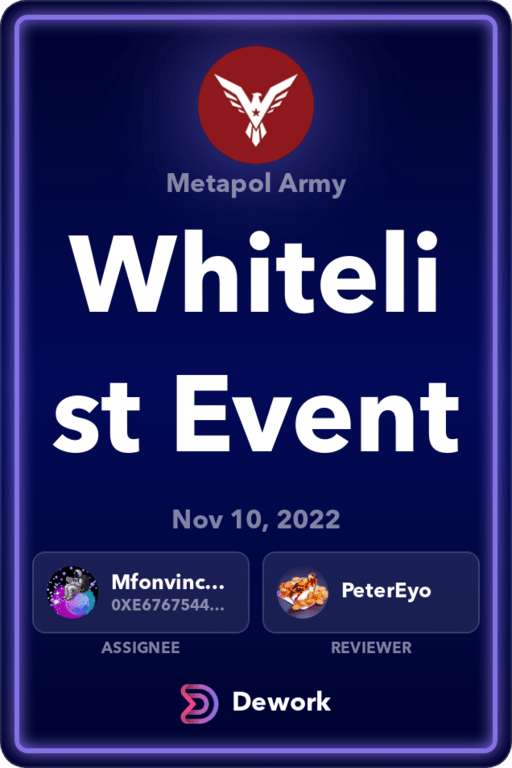 Metapol Army
Whiteli
st Event
Nov 10, 2022
Mfonvinc...
0XE6767544...
ASSIGNEE
PeterEyo
REVIEWER
Dework